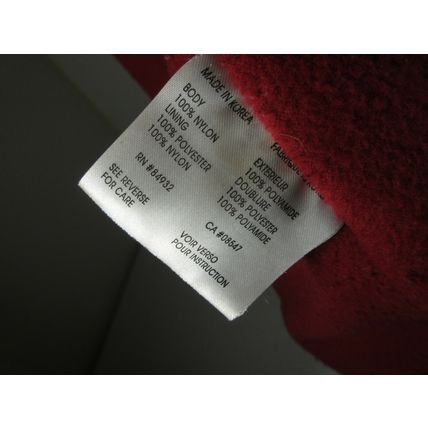 MADE IN KOREA
BODY
100% NYLON
LINING
100% POLYESTER
100% NYLON
RN #84932
SEE REVERSE
FOR CARE
EXTERIEUR
100% POLYAMIDE
DOUBLURE
100% POLYESTER
100% POLYAMIDE
CA #08547
VOIR VERSO
POUR INSTRUCTION